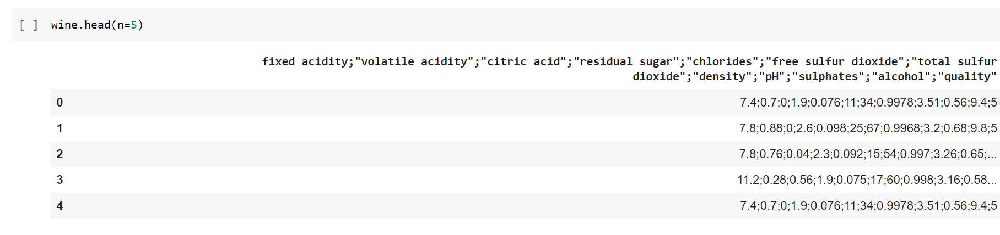 [ ] wine.head(n=5)
fixed acidity;"volatile acidity";"citric acid";"residual sugar";"chlorides";"free sulfur dioxide";"total sulfur
dioxide";"density";"pH";"sulphates";"alcohol";"quality"
0 7.4;0.7;0;1.9;0.076;11;34;0.9978;3.51;0.56;9.4;5
1 7.8;0.88;0;2.6;0.098;25;67;0.9968;3.2;0.68;9.8;5
2 7.8;0.76;0.04;2.3;0.092;15;54;0.997;3.26;0.65;...
3 11.2;0.28;0.56;1.9;0.075;17;60;0.998;3.16;0.58...
4 7.4;0.7;0;1.9;0.076;11;34;0.9978;3.51;0.56;9.4;5